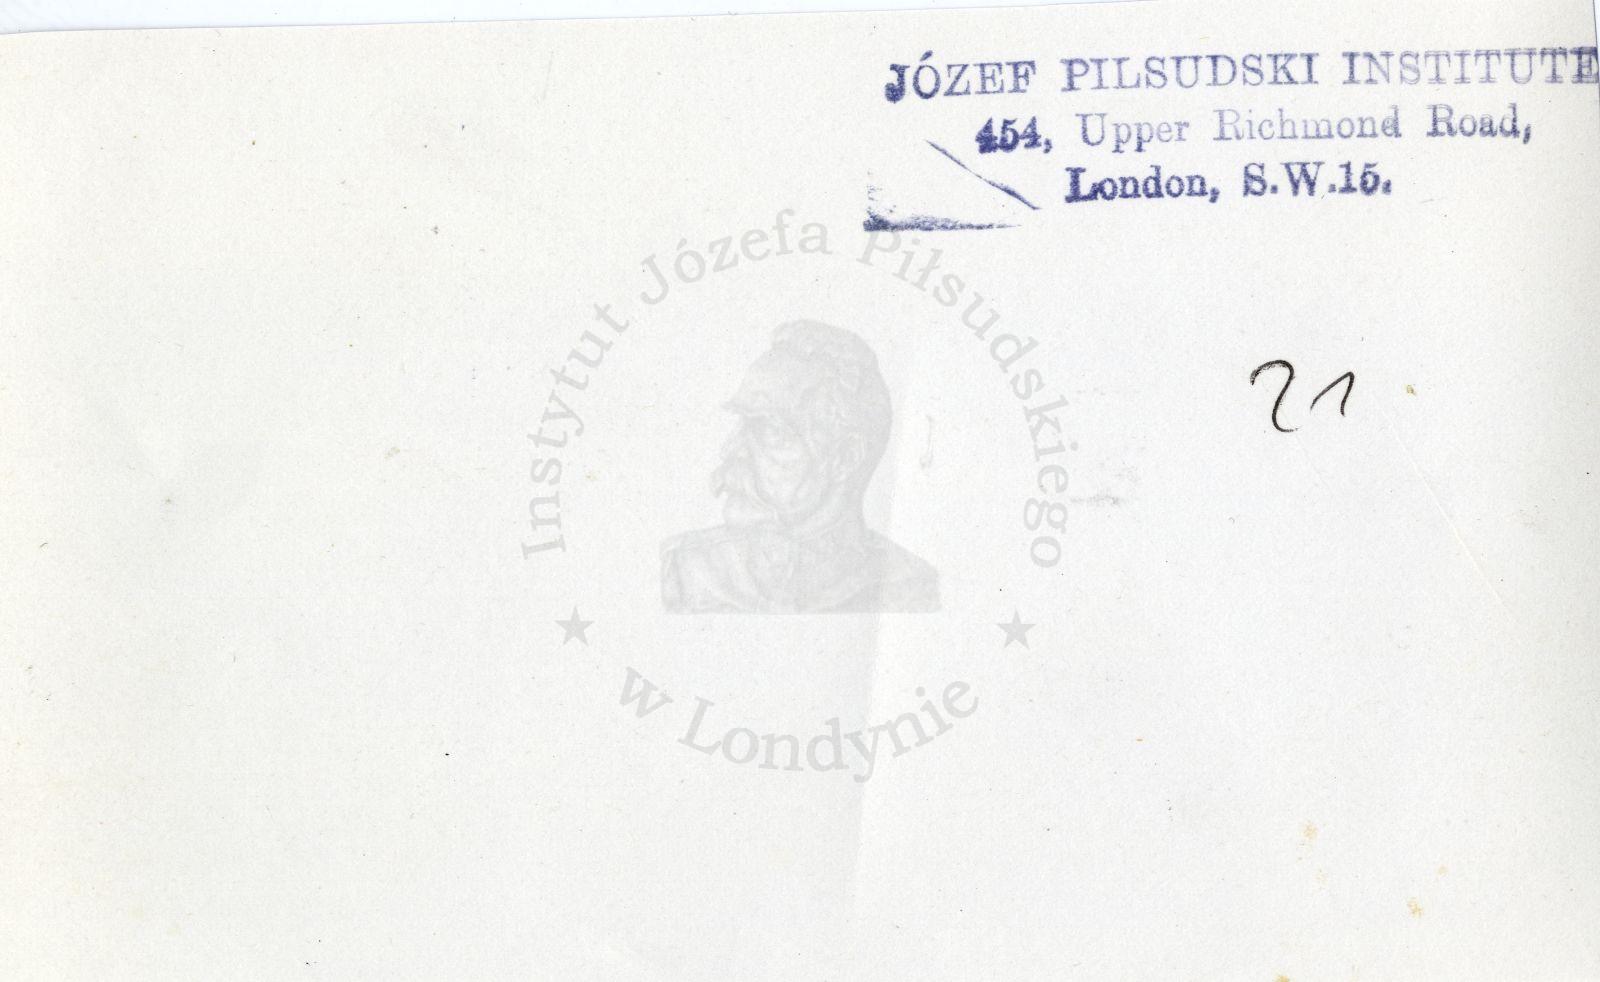 JÓZEF PILSUDSKI INSTITUTE
454, Upper Richmond Road,
London, S.W.15.
Instytut Józefa Piłsudskiego
21
w Londynie